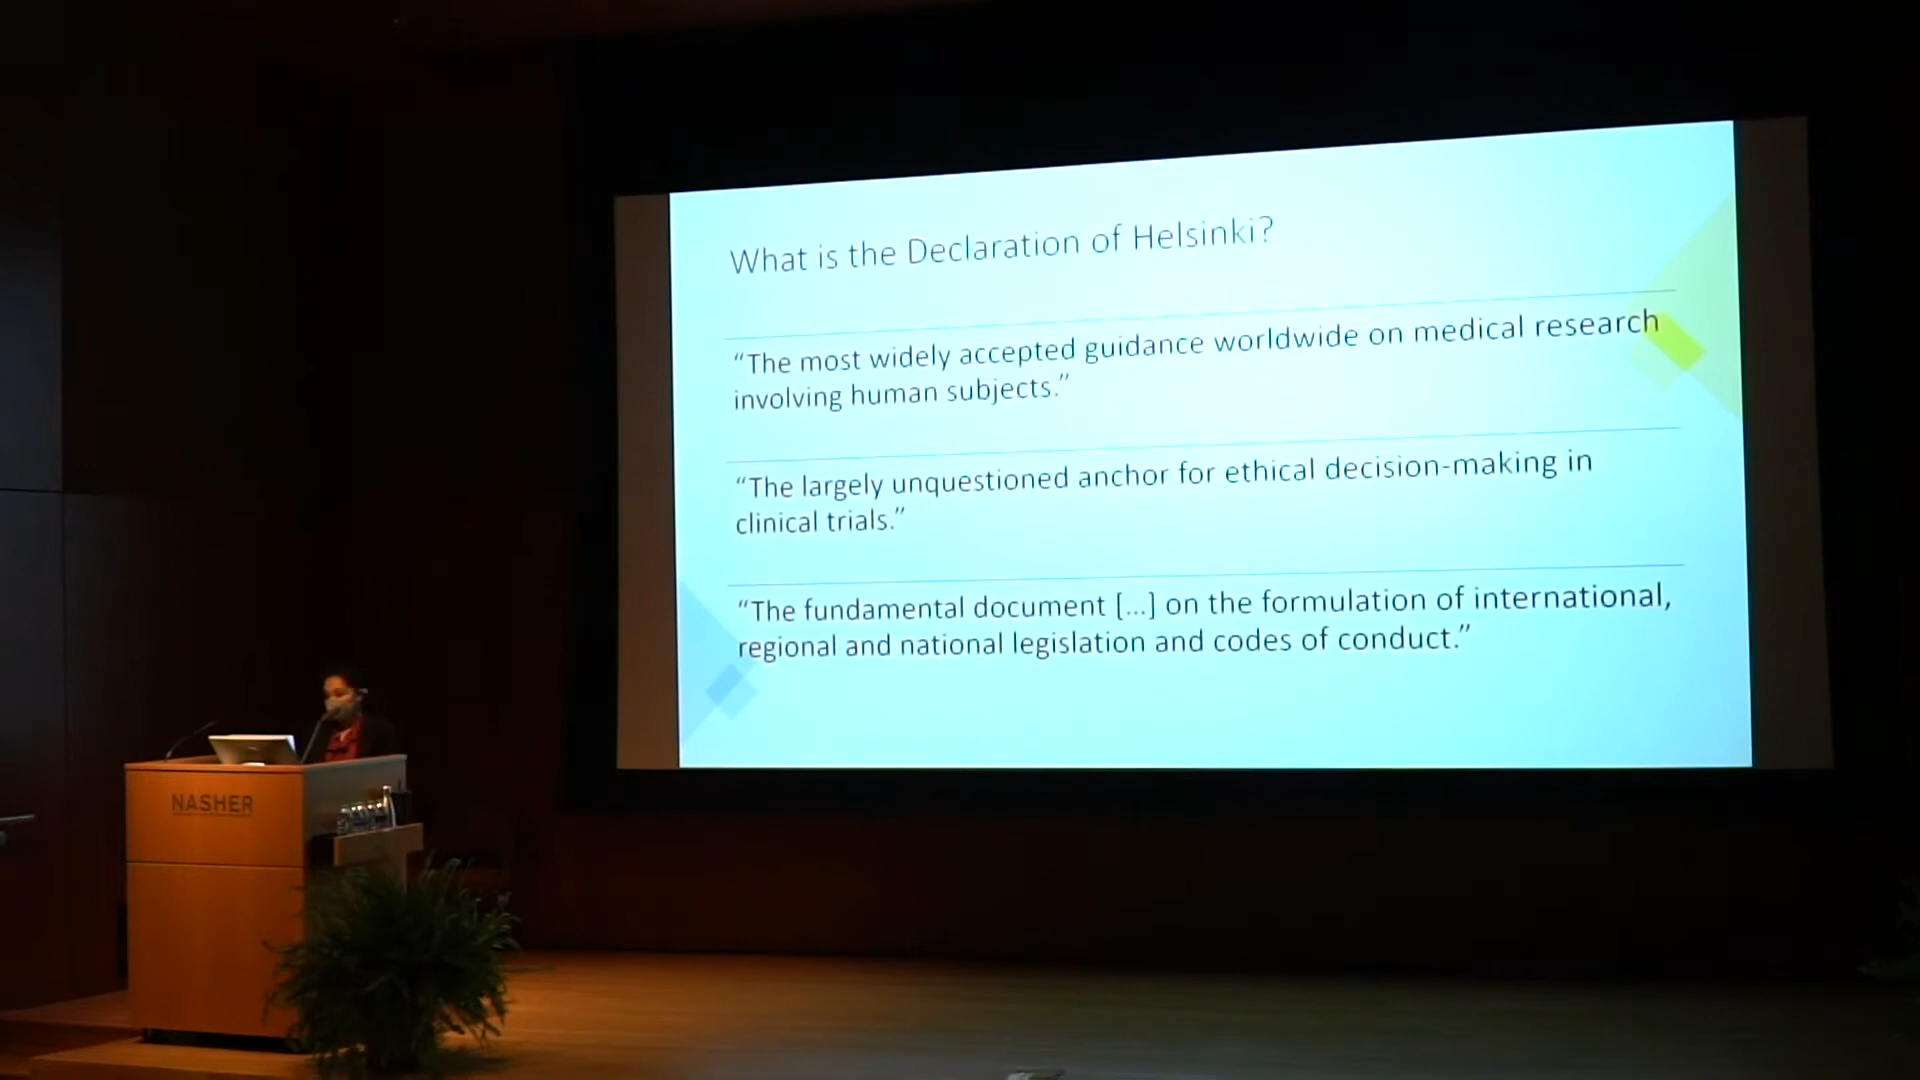 What is the Declaration of Helsinki?
“The most widely accepted guidance worldwide on medical research
involving human subjects.”
“The largely unquestioned anchor for ethical decision-making in
clinical trials.”
“The fundamental document [...] on the formulation of international,
regional and national legislation and codes of conduct.”
NASHER